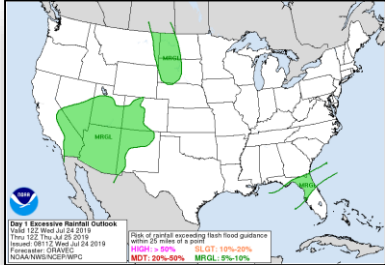 MRGL
MRGL
MRGL
NOAA
Day 1 Excessive Rainfall Outlook
Valid 12Z Wed Jul 24 2019
Thru 12Z Thu Jul 25 2019
Issued: 0811Z Wed Jul 24 2019
Forecaster: ORAVEC
NOAA/NWS/NCEP/WPC
Risk of rainfall exceeding flash flood guidance
within 25 miles of a point
HIGH: > 50% SLGT: 10%-20%
MDT: 20%-50% MRGL: 5%-10%